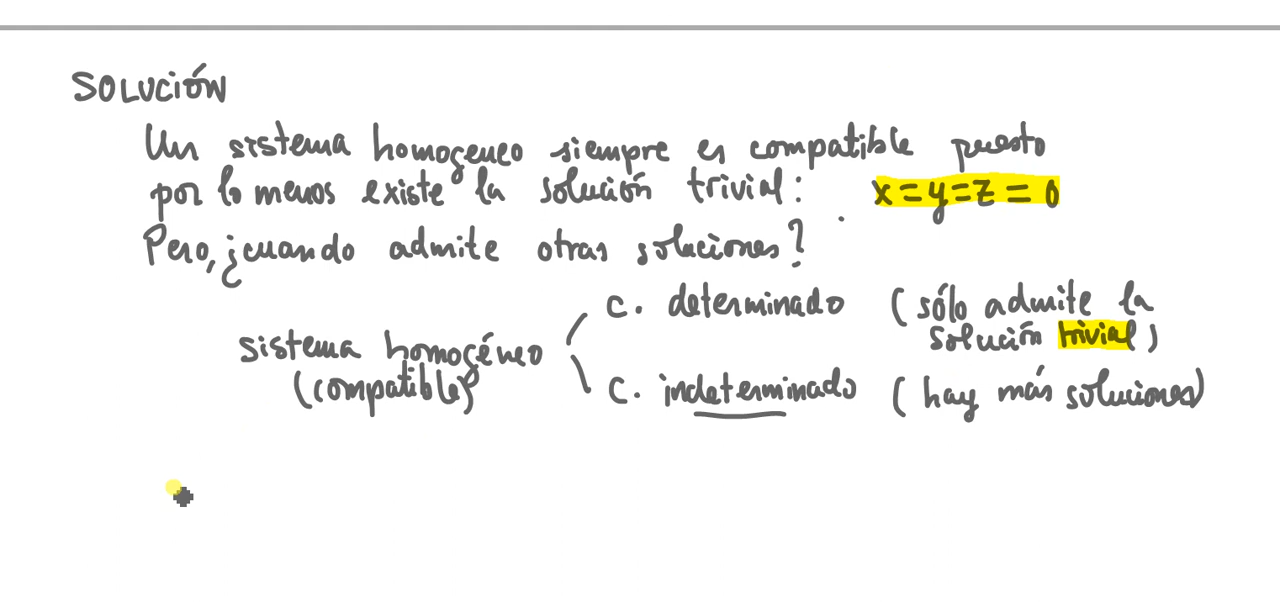 SOLUCIÓN
Un sistema homogeneo siempre es compatible puesto
por lo menos existe la solución trivial: x = y = z = 0
Pero, ¿cuando admite otras soluciones?
c. determinado (sólo admite la
solución trivial)
sistema homogéneo
(compatible)
c. indeterminado (hay más soluciones)